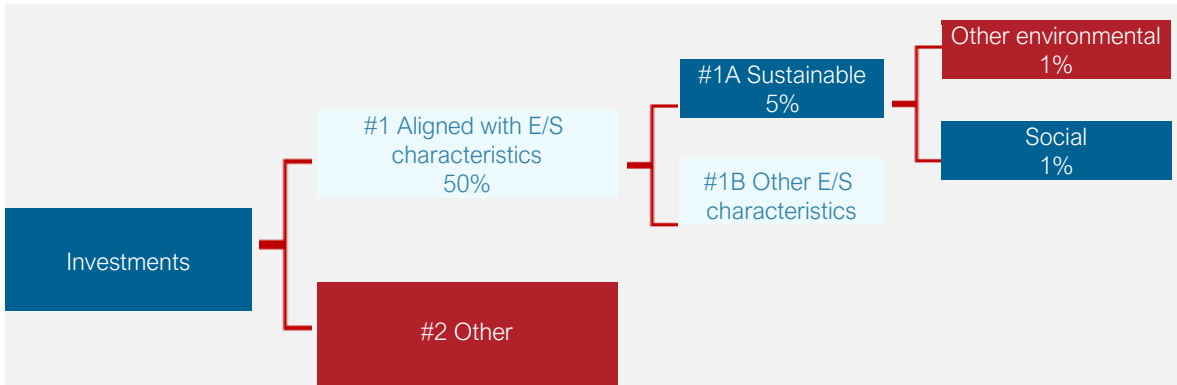 Investments
#1 Aligned with E/S
characteristics
50%
#2 Other
#1A Sustainable
5%
#1B Other E/S
characteristics
Other environmental
1%
Social
1%